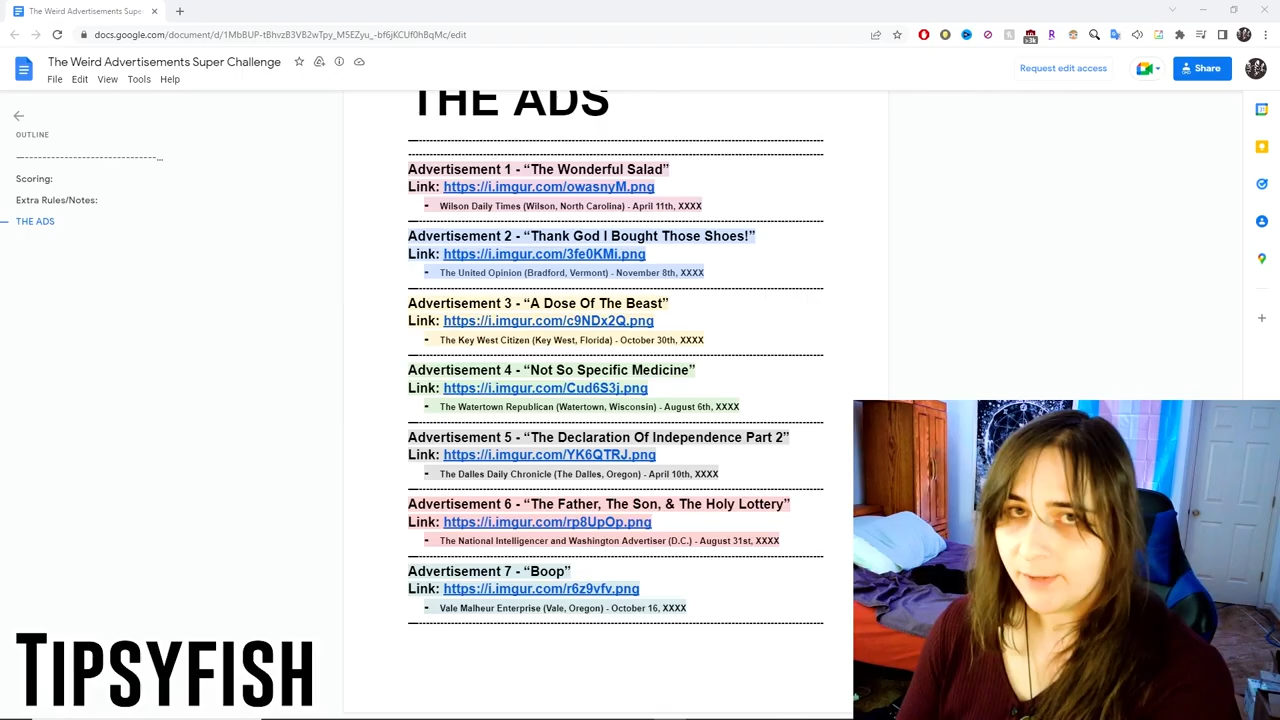 The Weird Advertisements Supe
docs.google.com/document/d/1MbBUP-tBhvzB3VB2wTpy_M5EZyu_-bf6jKCUf0hBqMc/edit
The Weird Advertisements Super Challenge
File Edit View Tools Help
Request edit access
Share
OUTLINE
—------------------------------...
Scoring:
Extra Rules/Notes:
THE ADS
THE ADS
Advertisement 1 - “The Wonderful Salad”
Link: https://i.imgur.com/owasnyM.png
- Wilson Daily Times (Wilson, North Carolina) - April 11th, XXXX
Advertisement 2 - “Thank God I Bought Those Shoes!”
Link: https://i.imgur.com/3fe0KMi.png
- The United Opinion (Bradford, Vermont) - November 8th, XXXX
Advertisement 3 - “A Dose Of The Beast”
Link: https://i.imgur.com/c9NDx2Q.png
- The Key West Citizen (Key West, Florida) - October 30th, XXXX
Advertisement 4 - “Not So Specific Medicine”
Link: https://i.imgur.com/Cud6S3j.png
- The Watertown Republican (Watertown, Wisconsin) - August 6th, XXXX
Advertisement 5 - “The Declaration Of Independence Part 2”
Link: https://i.imgur.com/YK6QTRJ.png
- The Dalles Daily Chronicle (The Dalles, Oregon) - April 10th, XXXX
Advertisement 6 - “The Father, The Son, & The Holy Lottery”
Link: https://i.imgur.com/rp8UpOp.png
- The National Intelligencer and Washington Advertiser (D.C.) - August 31st, XXXX
Advertisement 7 - “Boop”
Link: https://i.imgur.com/r6z9vfv.png
- Vale Malheur Enterprise (Vale, Oregon) - October 16, XXXX
TIPSYFISH